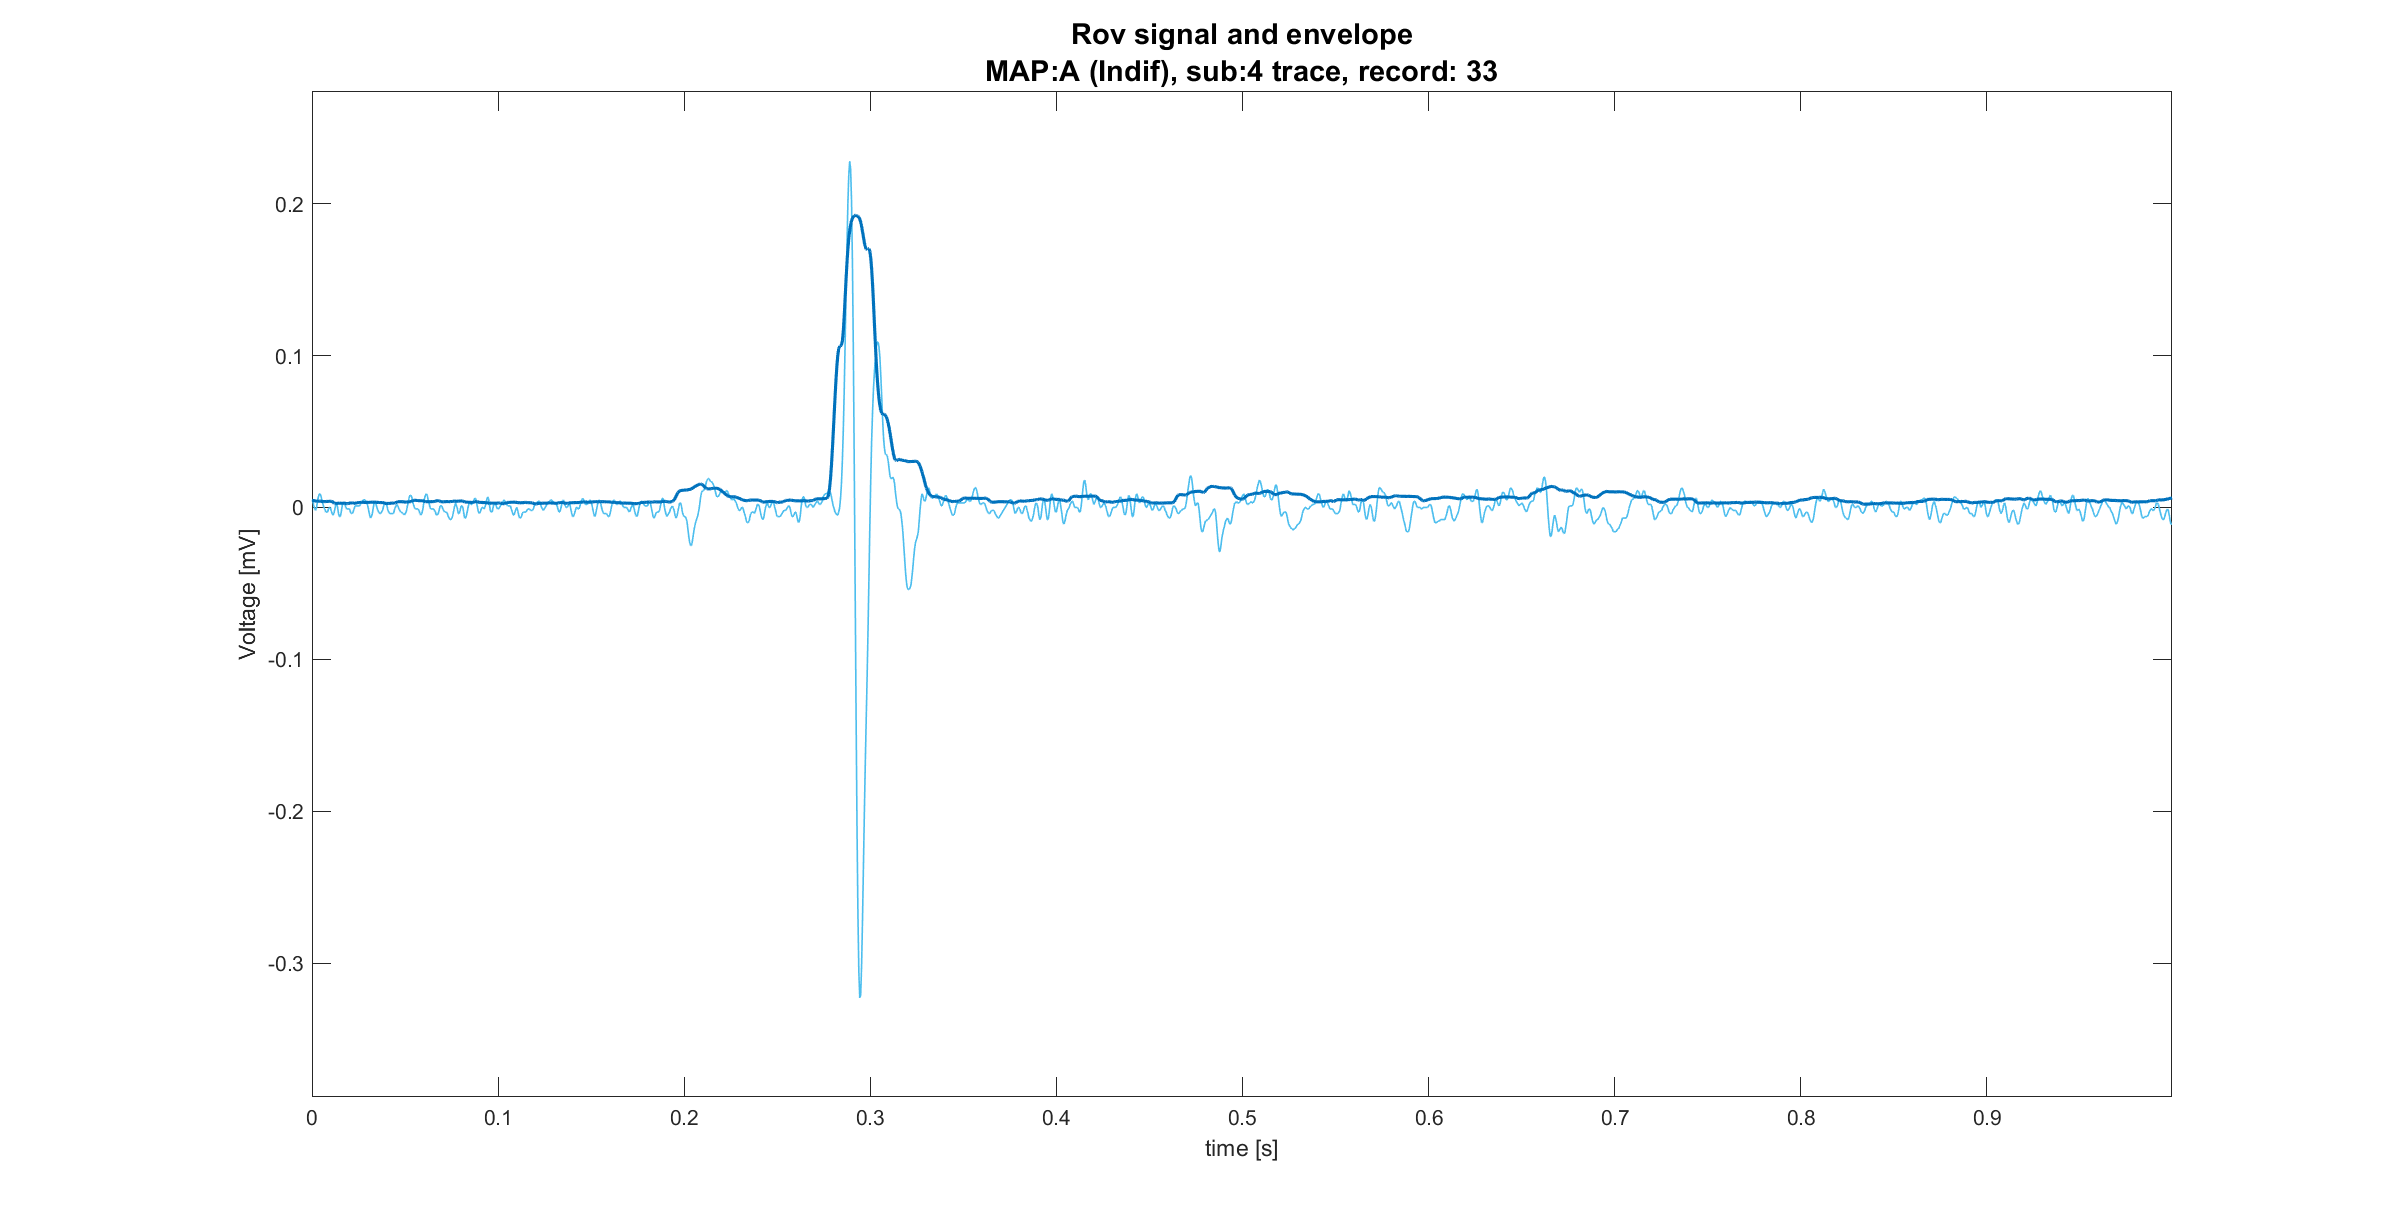 Rov signal and envelope
MAP:A (Indif), sub:4 trace, record: 33
0.2
0.1
0
-0.1
-0.2
-0.3
Voltage [mV]
0 0.1 0.2 0.3 0.4 0.5 0.6 0.7 0.8 0.9
time [s]